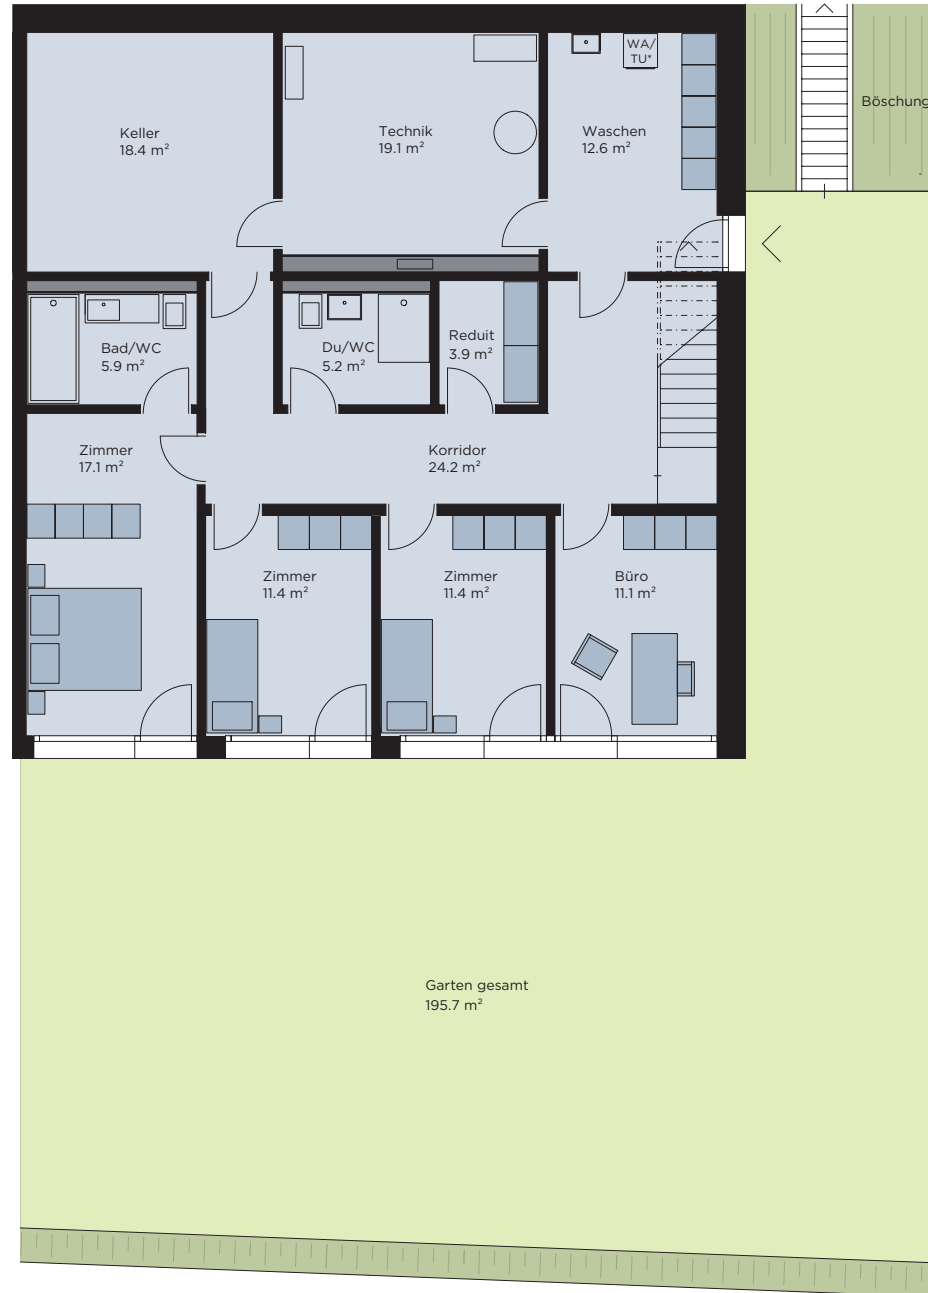 WA/
TU*
Böschung
Keller
18.4 m²
Technik
19.1 m²
Waschen
12.6 m²
Bad/WC
5.9 m²
Du/WC
5.2 m²
Reduit
3.9 m²
Zimmer
17.1 m²
Korridor
24.2 m²
Zimmer
11.4 m²
Zimmer
11.4 m²
Büro
11.1 m²
Garten gesamt
195.7 m²